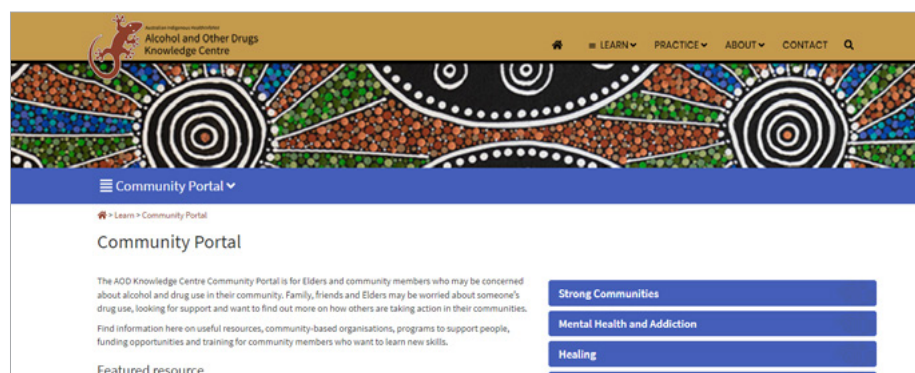 Australian Indigenous HealthInfoNet
Alcohol and Other Drugs
Knowledge Centre
LEARN PRACTICE ABOUT CONTACT
Community Portal
> Learn > Community Portal
Community Portal
The AOD Knowledge Centre Community Portal is for Elders and community members who may be concerned
about alcohol and drug use in their community. Family, friends and Elders may be worried about someone's
drug use, looking for support and want to find out more on how others are taking action in their communities.
Find information here on useful resources, community-based organisations, programs to support people,
funding opportunities and training for community members who want to learn new skills.
Featured resource
Strong Communities
Mental Health and Addiction
Healing